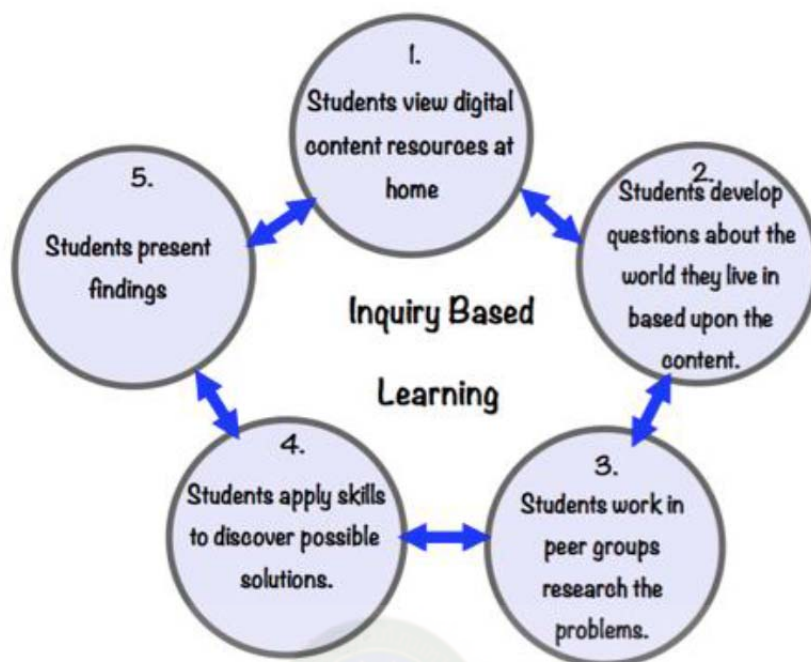 1.
Students view digital
content resources at
home
2.
Students develop
questions about the
world they live in
based upon the
content.
3.
Students work in
peer groups
research the
problems.
4.
Students apply skills
to discover possible
solutions.
5.
Students present
findings
Inquiry Based
Learning